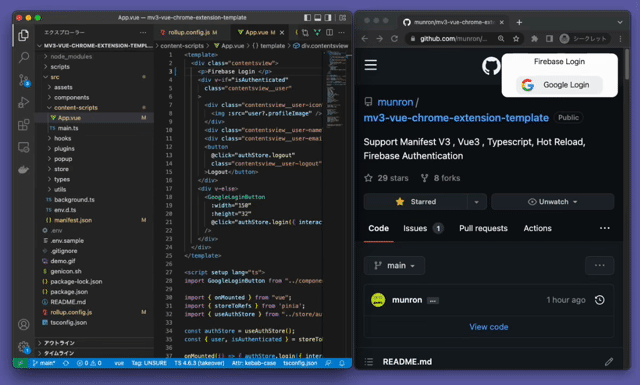 App.vue — mv3-vue-chrome-extension-template
エクスプローラー
MV3-VUE-CHROME-EXTENSION-TEMP...
node_modules
scripts
src
assets
components
content-scripts
App.vue M
main.ts
hooks
plugins
popup
store
types
utils
background.ts
env.d.ts
manifest.json M
.env
.env.sample
.gitignore
demo.gif
genicon.sh
package-lock.json
package.json
README.md
rollup.config.js M
tsconfig.json
アウトライン
タイムライン
rollup.config.js M
App.vue M
content-scripts > App.vue > template > div.contentsview
1 <template>
2 <div class="contentsview">
3 <p>Firebase Login </p>
4 <div v-if="isAuthenticated"
5 class="contentsview__user"
6 >
7 <div class="contentsview__user-icon
8 <img :src="user?.profileImage" />
9 </div>
10 <div class="contentsview__user-name
11 <div class="contentsview__user-emai
12 <button
13 @click="authStore.logout"
14 class="contentsview__user-logout"
15 >Logout</button>
16 </div>
17 <div v-else>
18 <GoogleLoginButton
19 :width="150"
20 :height="32"
21 @click="authStore.login({ interac
22 />
23 </div>
24 </div>
25 </template>
26
27 <script setup lang="ts">
28 import GoogleLoginButton from "../compone
29
30 import { onMounted } from "vue";
31 import { storeToRefs } from "pinia";
32 import { useAuthStore } from "../store/au
33
34 const authStore = useAuthStore();
35 const { user, isAuthenticated } = storeTo
36
37 onMounted(() => { authStore.login({ inter
main* 0 0 vue Tag: UNSURE TS 4.6.3 (takeover) Attr: kebab-case tsconfig.json
munron/mv3-vue-chrome-exten
github.com/munron/...
シークレット
Firebase Login
Google Login
munron /
mv3-vue-chrome-extension-template Public
Support Manifest V3 , Vue3 , Typescript, Hot Reload,
Firebase Authentication
29 stars 8 forks
Starred
Unwatch
Code Issues 1 Pull requests Actions ...
main ...
munron ... 1 hour ago
View code
README.md